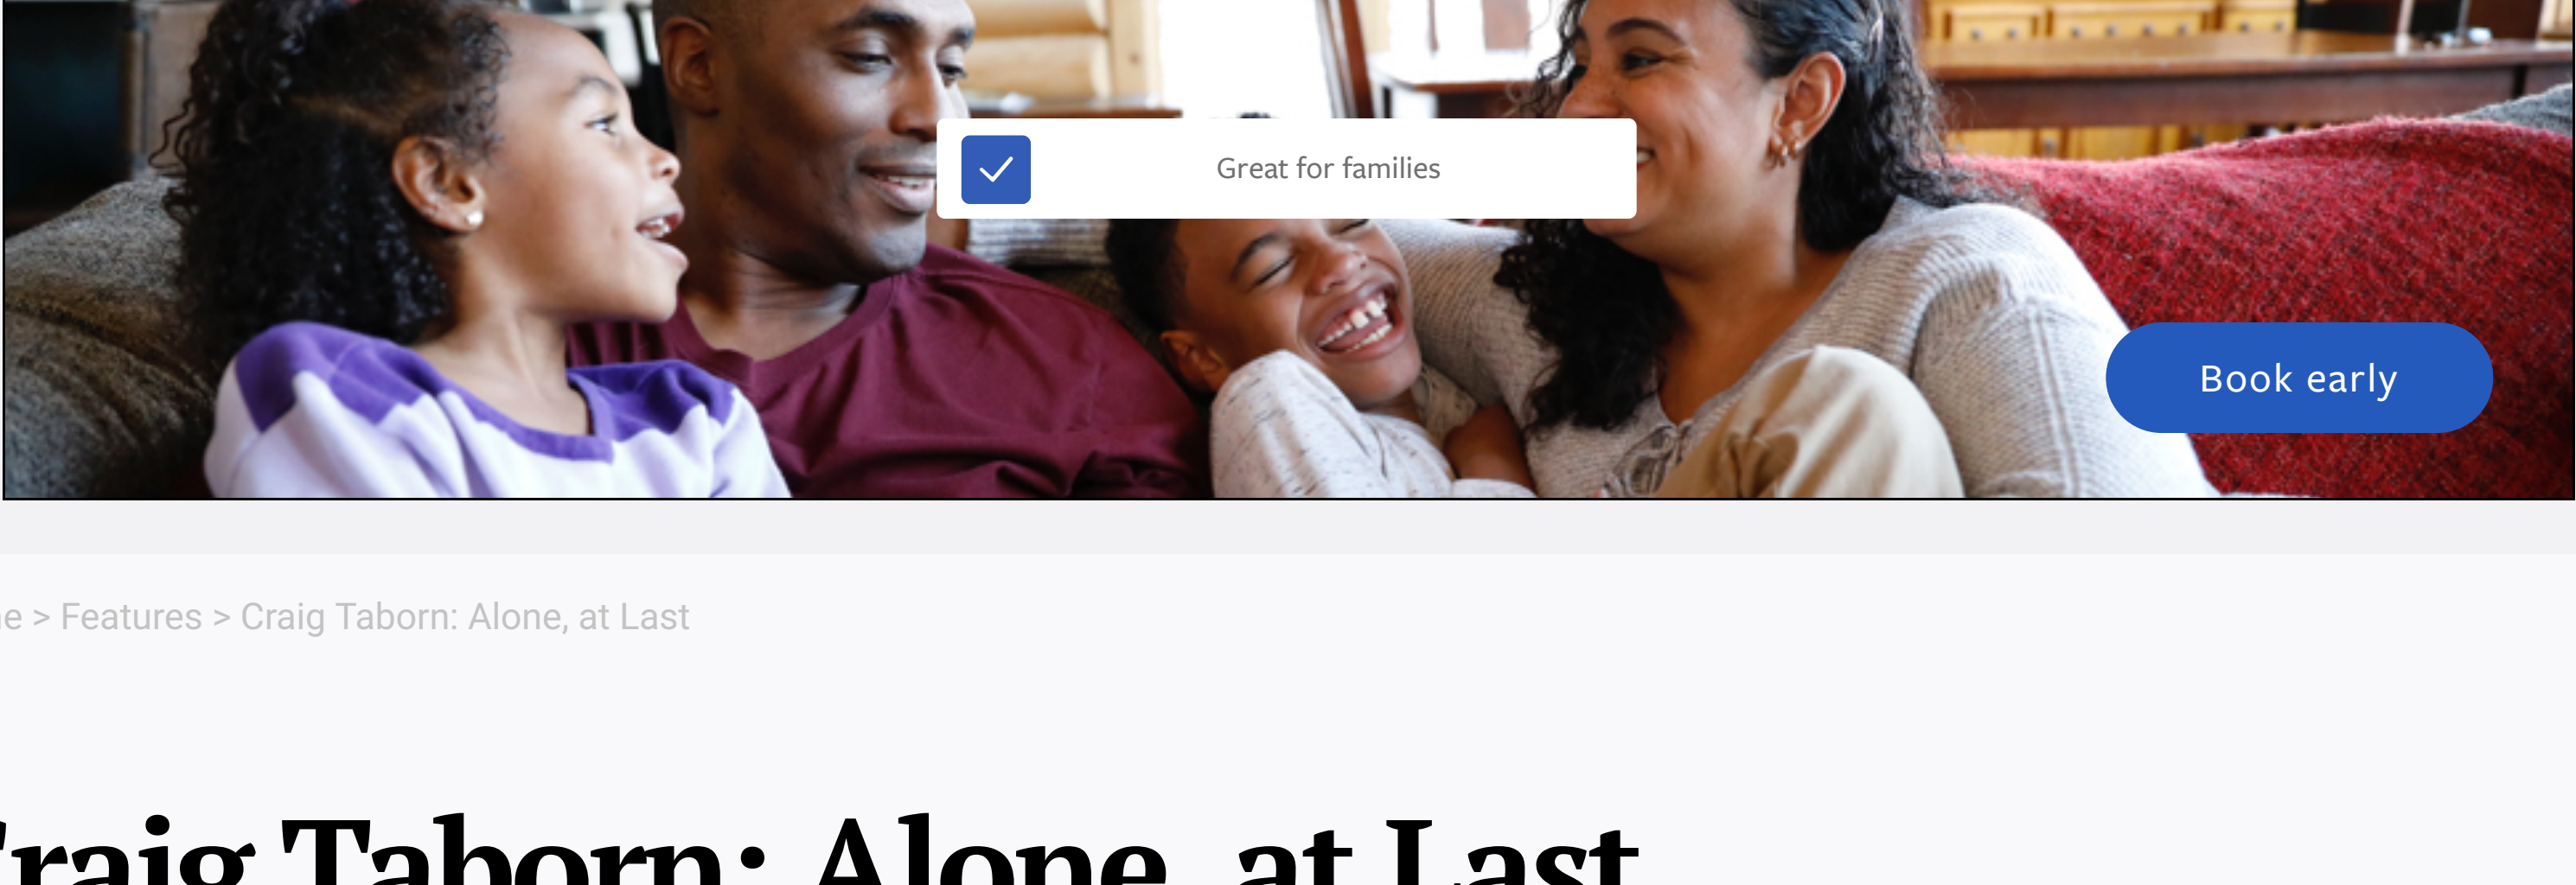 Great for families
Book early
e > Features > Craig Taborn: Alone, at Last
raig Taborn: Alone, at Last